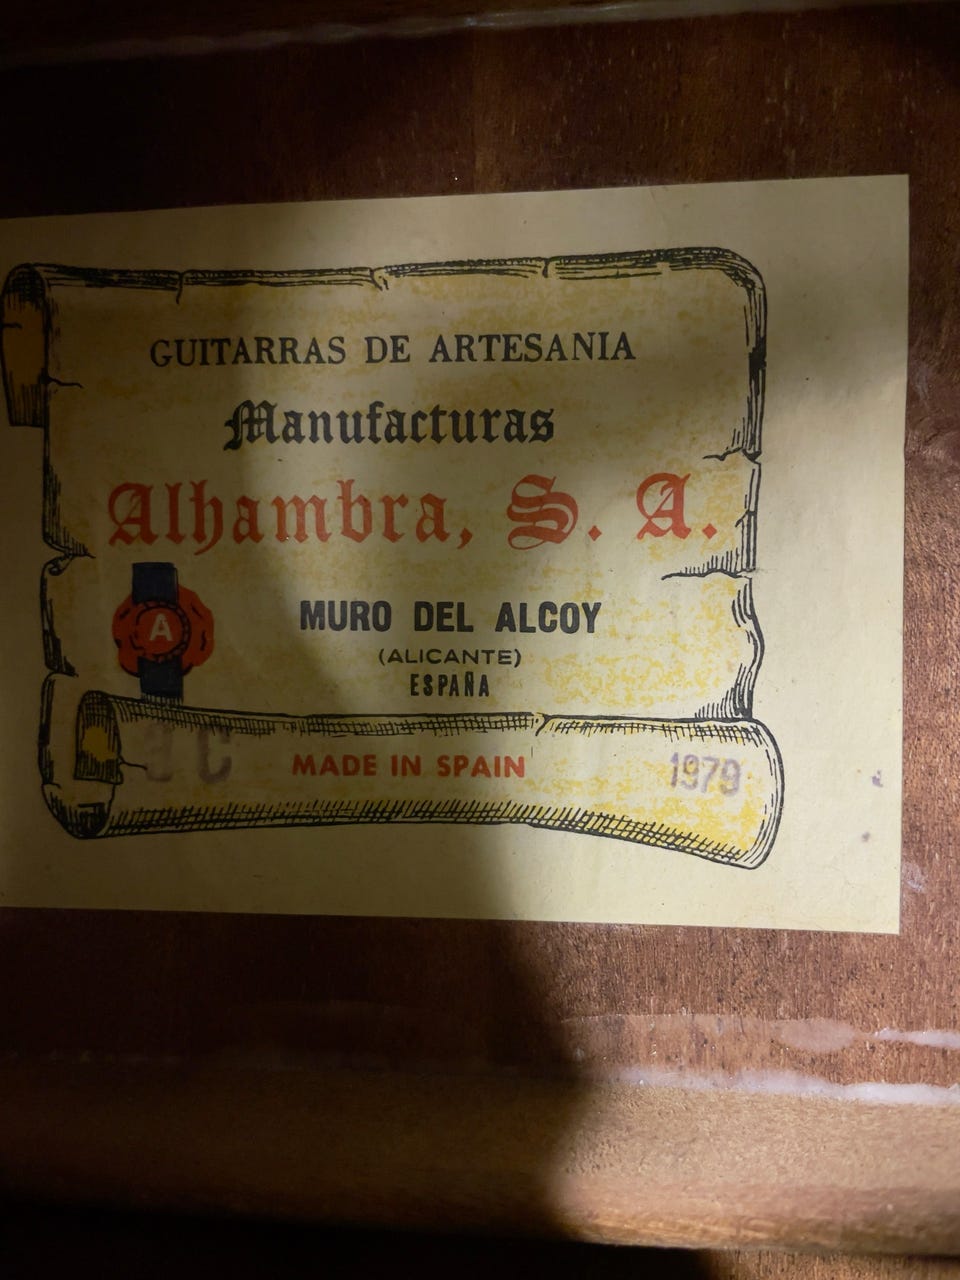 GUITARRAS DE ARTESANIA
Manufacturas
Alhambra, S. A.
A
MURO DEL ALCOY
(ALICANTE)
ESPAÑA
C MADE IN SPAIN 1979